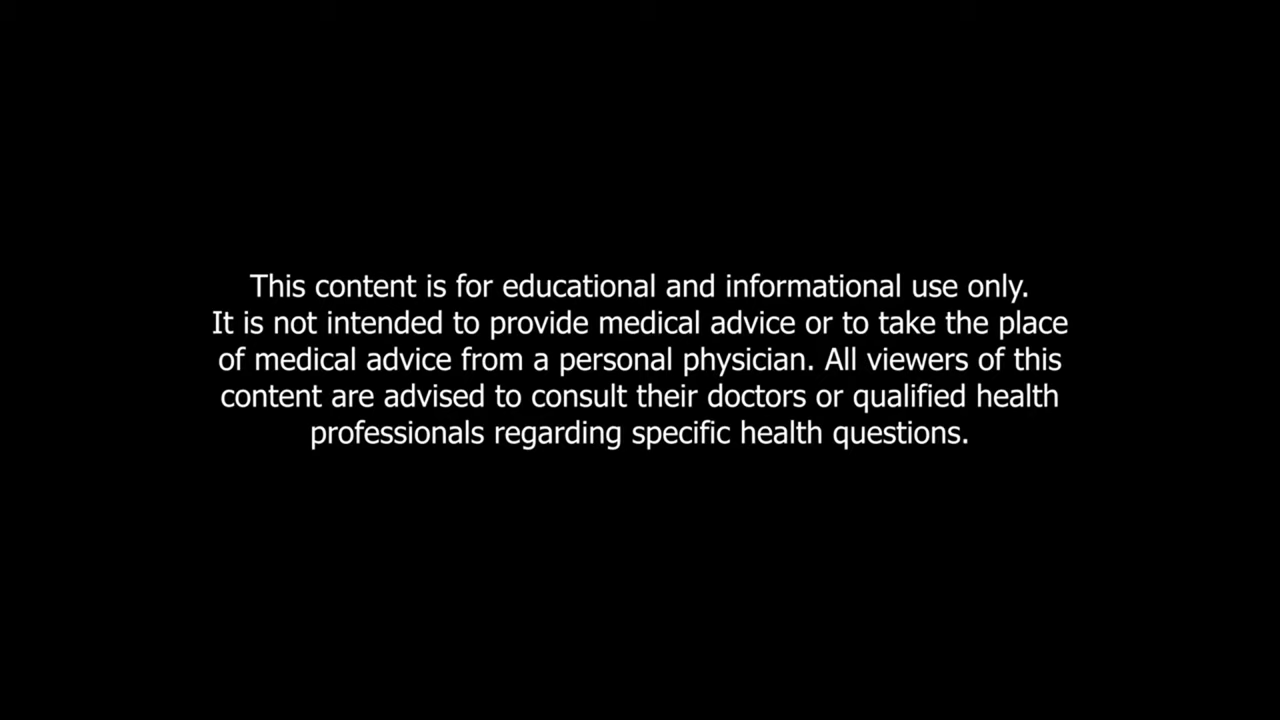 This content is for educational and informational use only.
It is not intended to provide medical advice or to take the place
of medical advice from a personal physician. All viewers of this
content are advised to consult their doctors or qualified health
professionals regarding specific health questions.